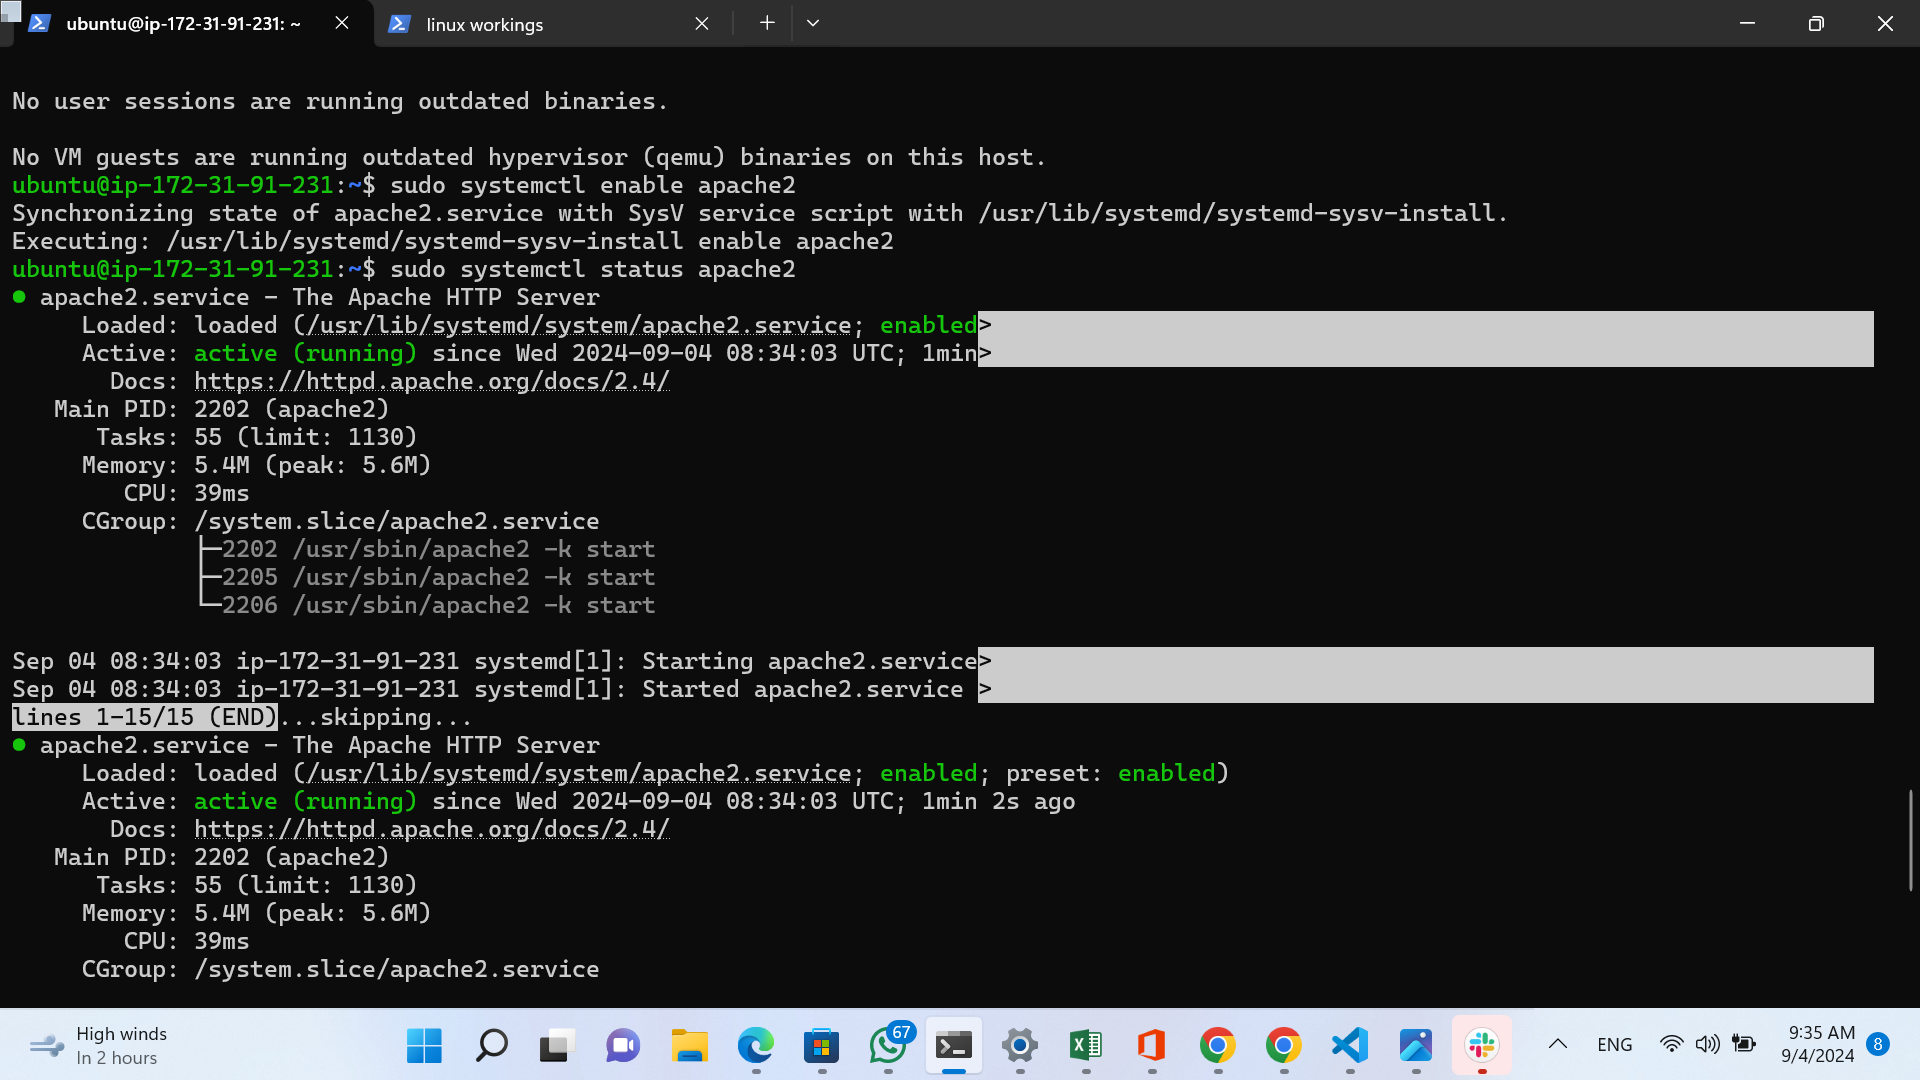 ubuntu@ip-172-31-91-231: ~
linux workings
No user sessions are running outdated binaries.
No VM guests are running outdated hypervisor (qemu) binaries on this host.
ubuntu@ip-172-31-91-231:~$ sudo systemctl enable apache2
Synchronizing state of apache2.service with SysV service script with /usr/lib/systemd/systemd-sysv-install.
Executing: /usr/lib/systemd/systemd-sysv-install enable apache2
ubuntu@ip-172-31-91-231:~$ sudo systemctl status apache2
● apache2.service - The Apache HTTP Server
Loaded: loaded (/usr/lib/systemd/system/apache2.service; enabled>
Active: active (running) since Wed 2024-09-04 08:34:03 UTC; 1min>
Docs: https://httpd.apache.org/docs/2.4/
Main PID: 2202 (apache2)
Tasks: 55 (limit: 1130)
Memory: 5.4M (peak: 5.6M)
CPU: 39ms
CGroup: /system.slice/apache2.service
├─2202 /usr/sbin/apache2 -k start
├─2205 /usr/sbin/apache2 -k start
└─2206 /usr/sbin/apache2 -k start
Sep 04 08:34:03 ip-172-31-91-231 systemd[1]: Starting apache2.service>
Sep 04 08:34:03 ip-172-31-91-231 systemd[1]: Started apache2.service >
lines 1-15/15 (END)...skipping...
● apache2.service - The Apache HTTP Server
Loaded: loaded (/usr/lib/systemd/system/apache2.service; enabled; preset: enabled)
Active: active (running) since Wed 2024-09-04 08:34:03 UTC; 1min 2s ago
Docs: https://httpd.apache.org/docs/2.4/
Main PID: 2202 (apache2)
Tasks: 55 (limit: 1130)
Memory: 5.4M (peak: 5.6M)
CPU: 39ms
CGroup: /system.slice/apache2.service
High winds
In 2 hours
67
ENG
9:35 AM
9/4/2024
8